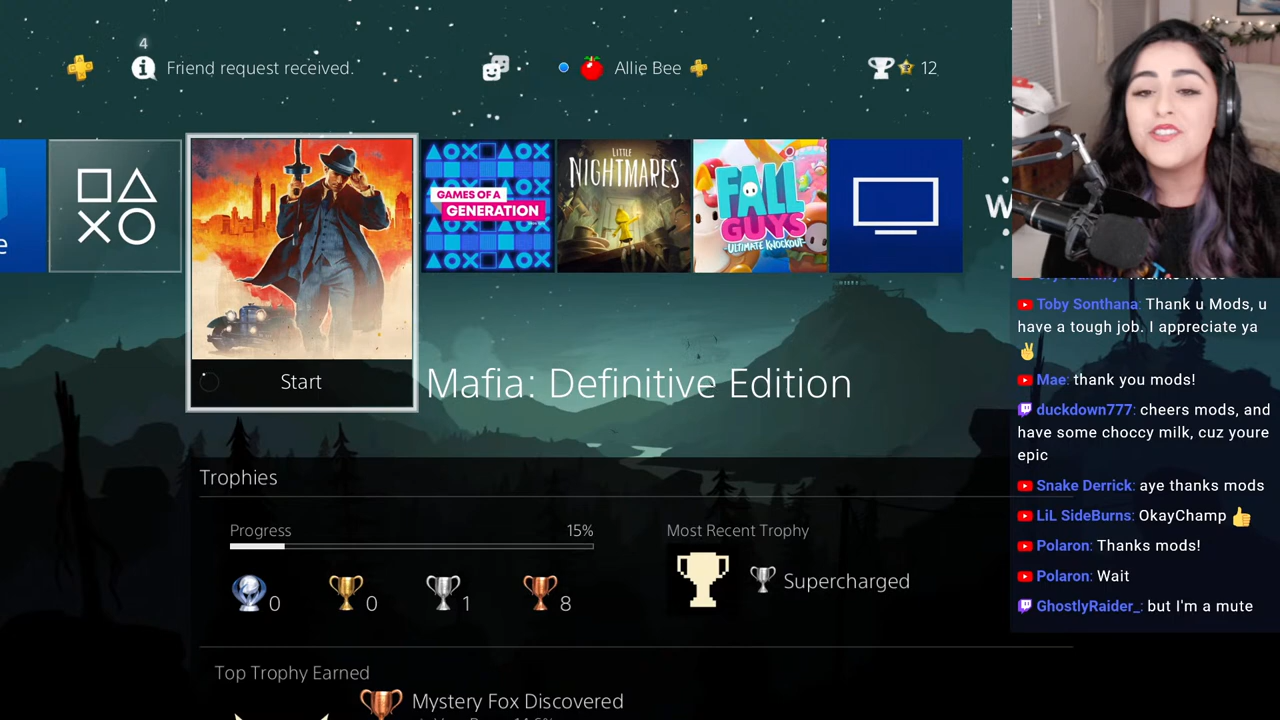 4
Friend request received.
Allie Bee
12
e
GAMES OF A
GENERATION
LITTLE
NIGHTMARES
FALL
GUYS
ULTIMATE KNOCKOUT
W
Start
Mafia: Definitive Edition
Trophies
Progress
15%
0
0
1
8
Most Recent Trophy
Supercharged
Top Trophy Earned
Mystery Fox Discovered
Toby Sonthana: Thank u Mods, u
have a tough job. I appreciate ya
✌️
Mae: thank you mods!
duckdown777: cheers mods, and
have some choccy milk, cuz youre
epic
Snake Derrick: aye thanks mods
LiL SideBurns: OkayChamp 👍
Polaron: Thanks mods!
Polaron: Wait
GhostlyRaider_: but I'm a mute